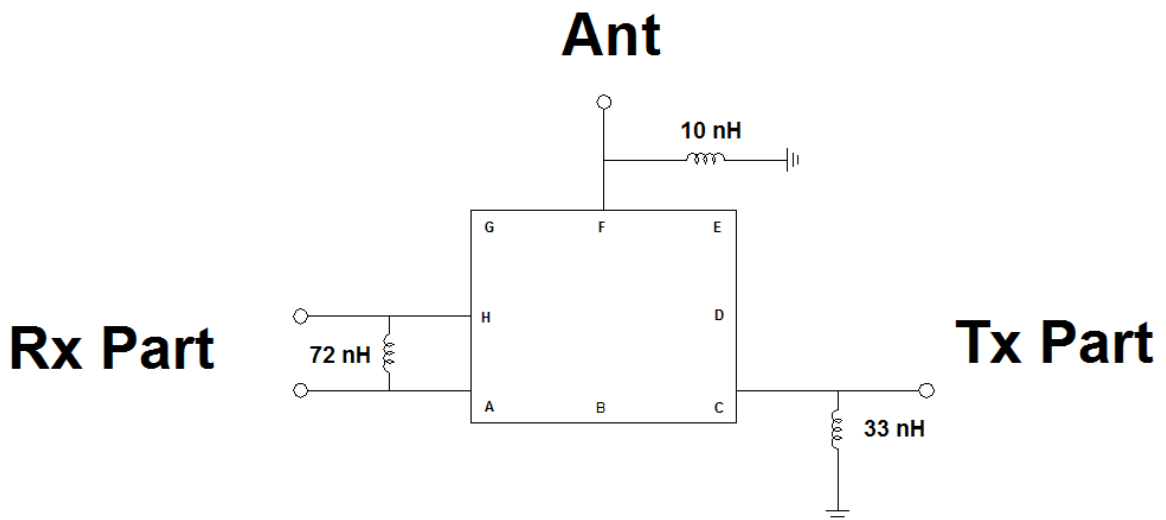 Ant
10 nH
G F E
H D
Rx Part
72 nH
Tx Part
A B C
33 nH